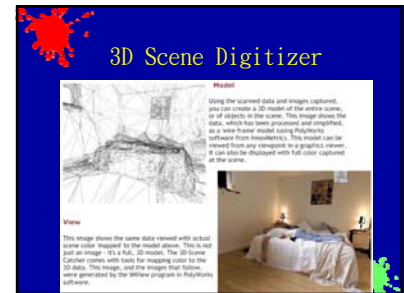 3D Scene Digitizer
Model
Using the scanned data and images captured,
you can create a 3D model of the entire scene,
or of objects in the scene. This image shows the
data, which has been processed and simplified,
as a 'wire frame' model (using PolyWorks
software from InnovMetrics. This model can be
viewed from any viewpoint in a graphics viewer.
It can also be displayed with full color captured
at the scene.
View
This image shows the same data viewed with actual
scene color 'mapped' to the model above. This is not
just an image - it's a full, 3D model. The 3D-Scene
Catcher comes with tools for mapping color to the
3D data. This image, and the images that follow,
were generated by the IMView program in PolyWorks
software.